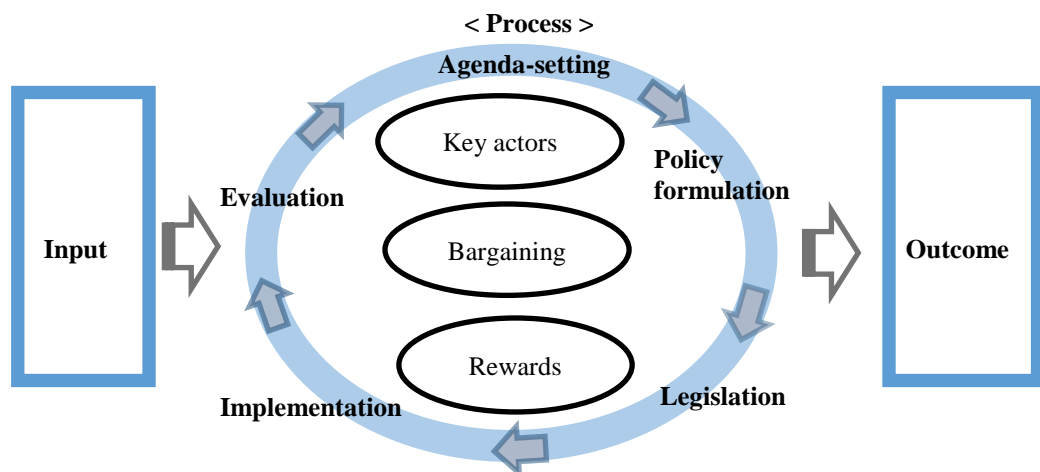 < Process >
Agenda-setting
Key actors
Policy
formulation
Evaluation
Input
Bargaining
Outcome
Rewards
Implementation
Legislation